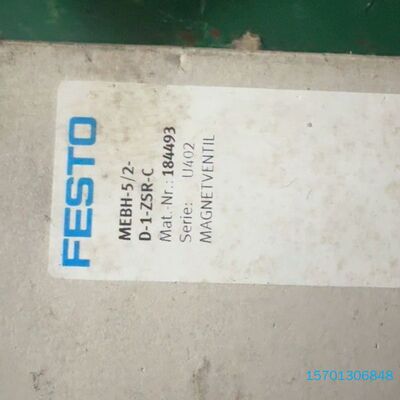 FESTO
MEBH-5/2-
D-1-ZSR-C
Mat.-Nr.: 184493
Serie: U402
MAGNETVENTIL
15701306848